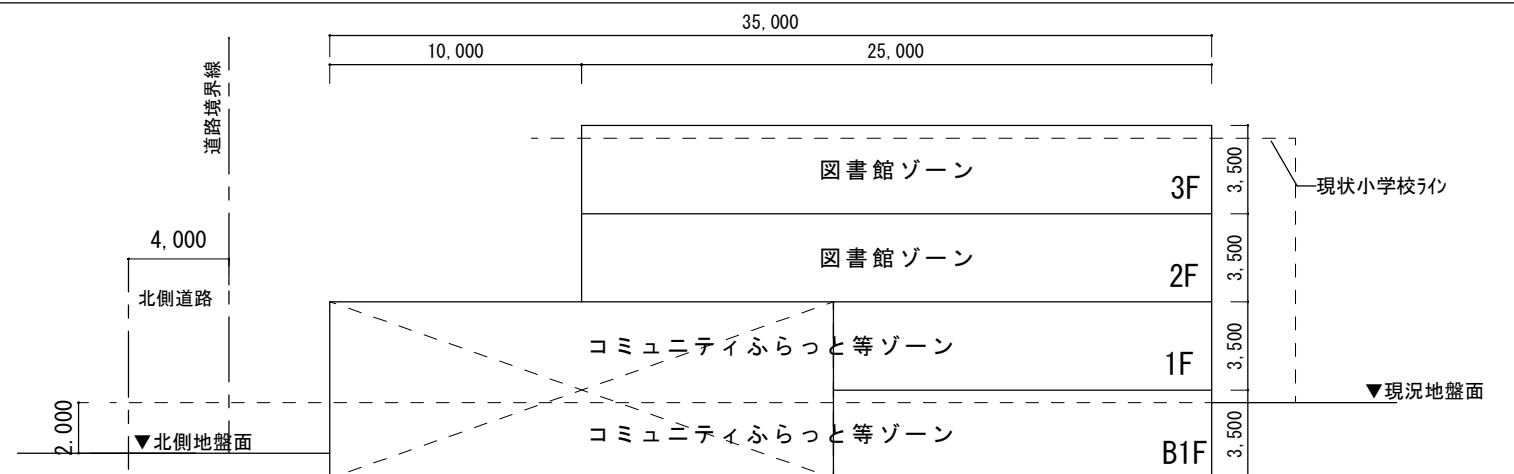 35,000
10,000
25,000
道路境界線
図書館ゾーン
3F
3,500
現状小学校ﾗｲﾝ
4,000
図書館ゾーン
2F
3,500
北側道路
コミュニティふらっと等ゾーン
1F
3,500
▼現況地盤面
2,000
▼北側地盤面
コミュニティふらっと等ゾーン
B1F
3,500